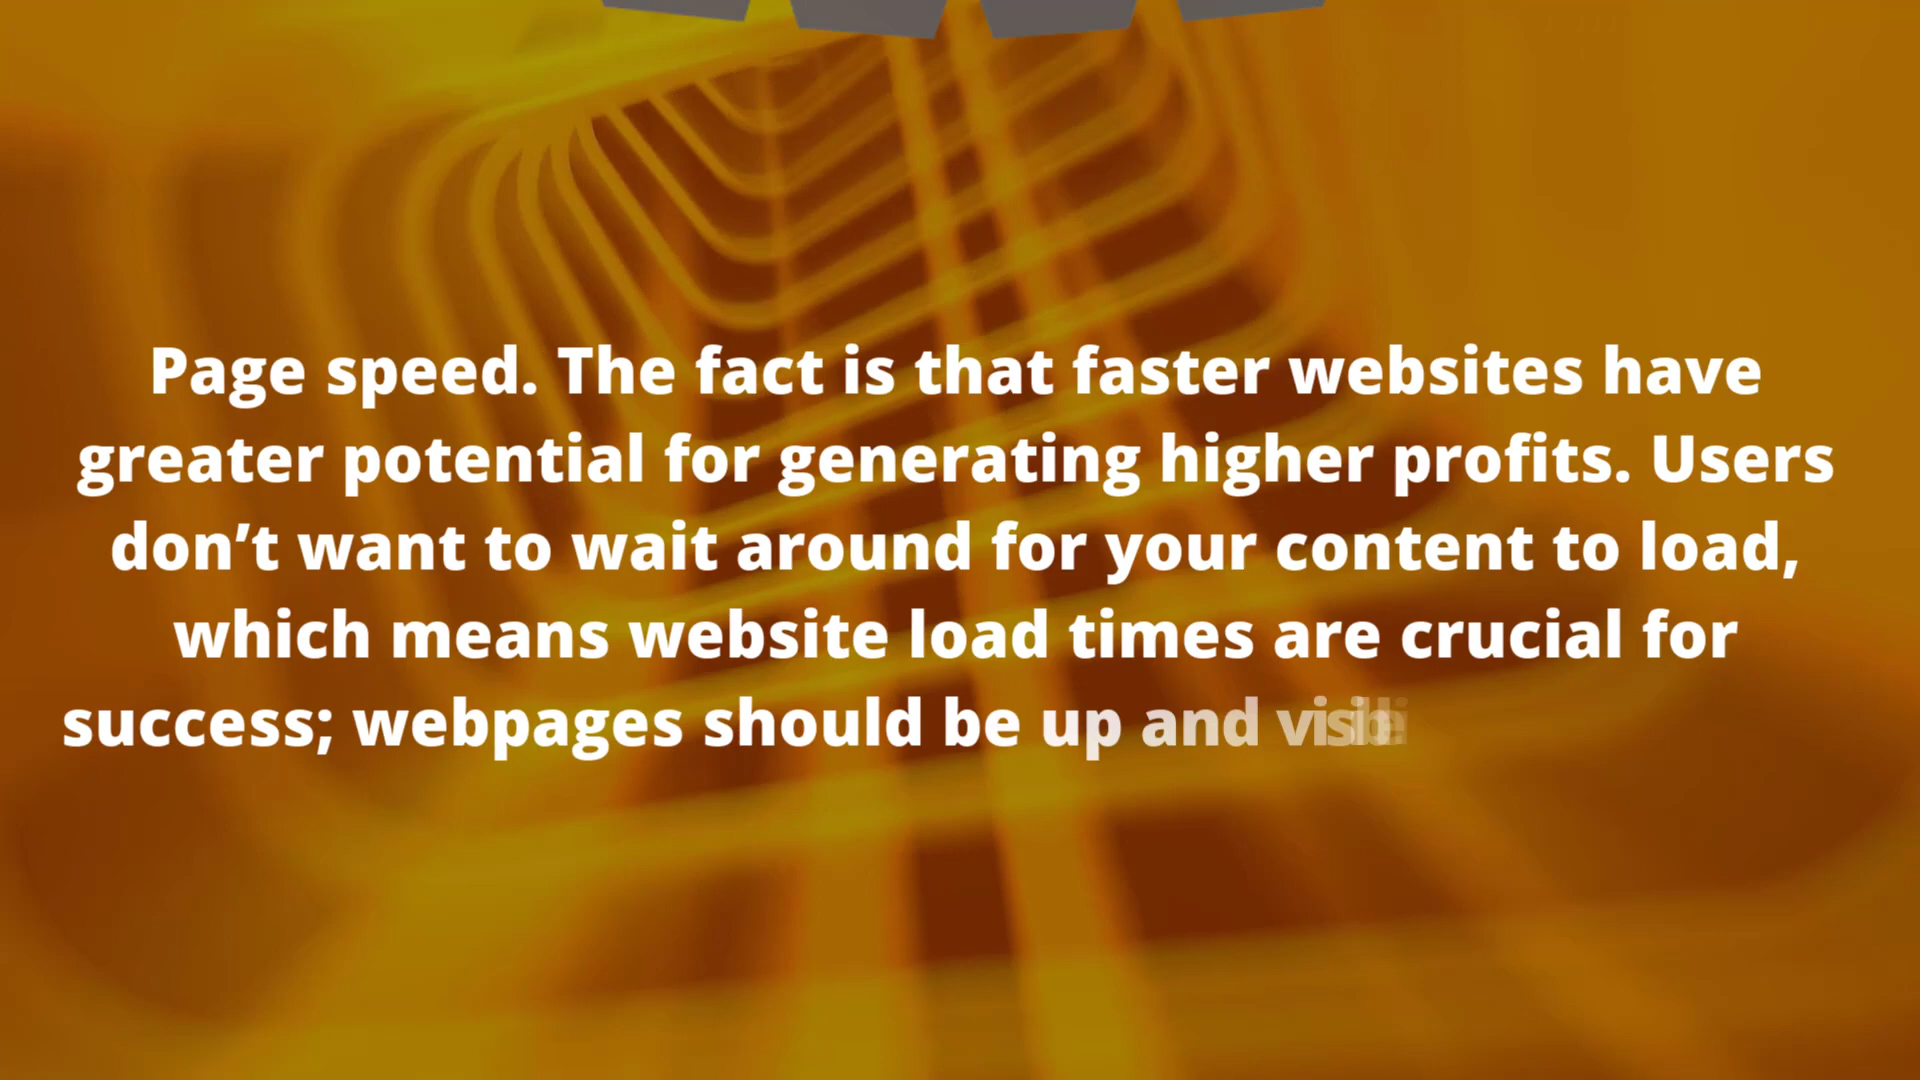 Page speed. The fact is that faster websites have
greater potential for generating higher profits. Users
don’t want to wait around for your content to load,
which means website load times are crucial for
success; webpages should be up and